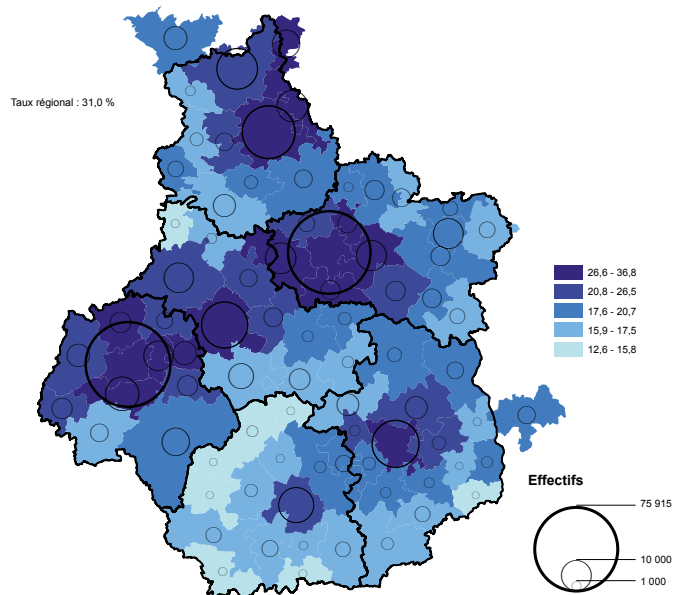 Taux régional : 31,0 %
26,6 - 36,8
20,8 - 26,5
17,6 - 20,7
15,9 - 17,5
12,6 - 15,8
Effectifs
75 915
10 000
1 000